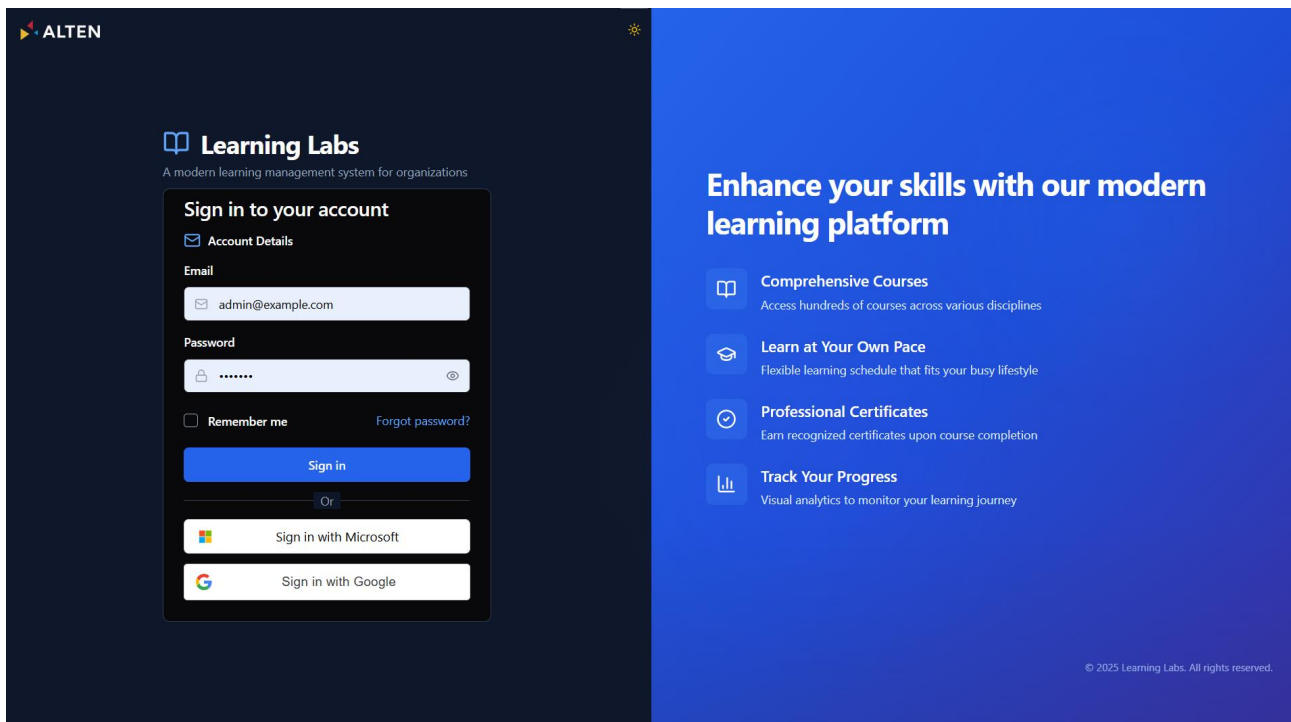 ALTEN
Learning Labs
A modern learning management system for organizations
Sign in to your account
Account Details
Email
admin@example.com
Password
•••••••
Remember me
Forgot password?
Sign in
Or
Sign in with Microsoft
Sign in with Google
Enhance your skills with our modern
learning platform
Comprehensive Courses
Access hundreds of courses across various disciplines
Learn at Your Own Pace
Flexible learning schedule that fits your busy lifestyle
Professional Certificates
Earn recognized certificates upon course completion
Track Your Progress
Visual analytics to monitor your learning journey
© 2025 Learning Labs. All rights reserved.